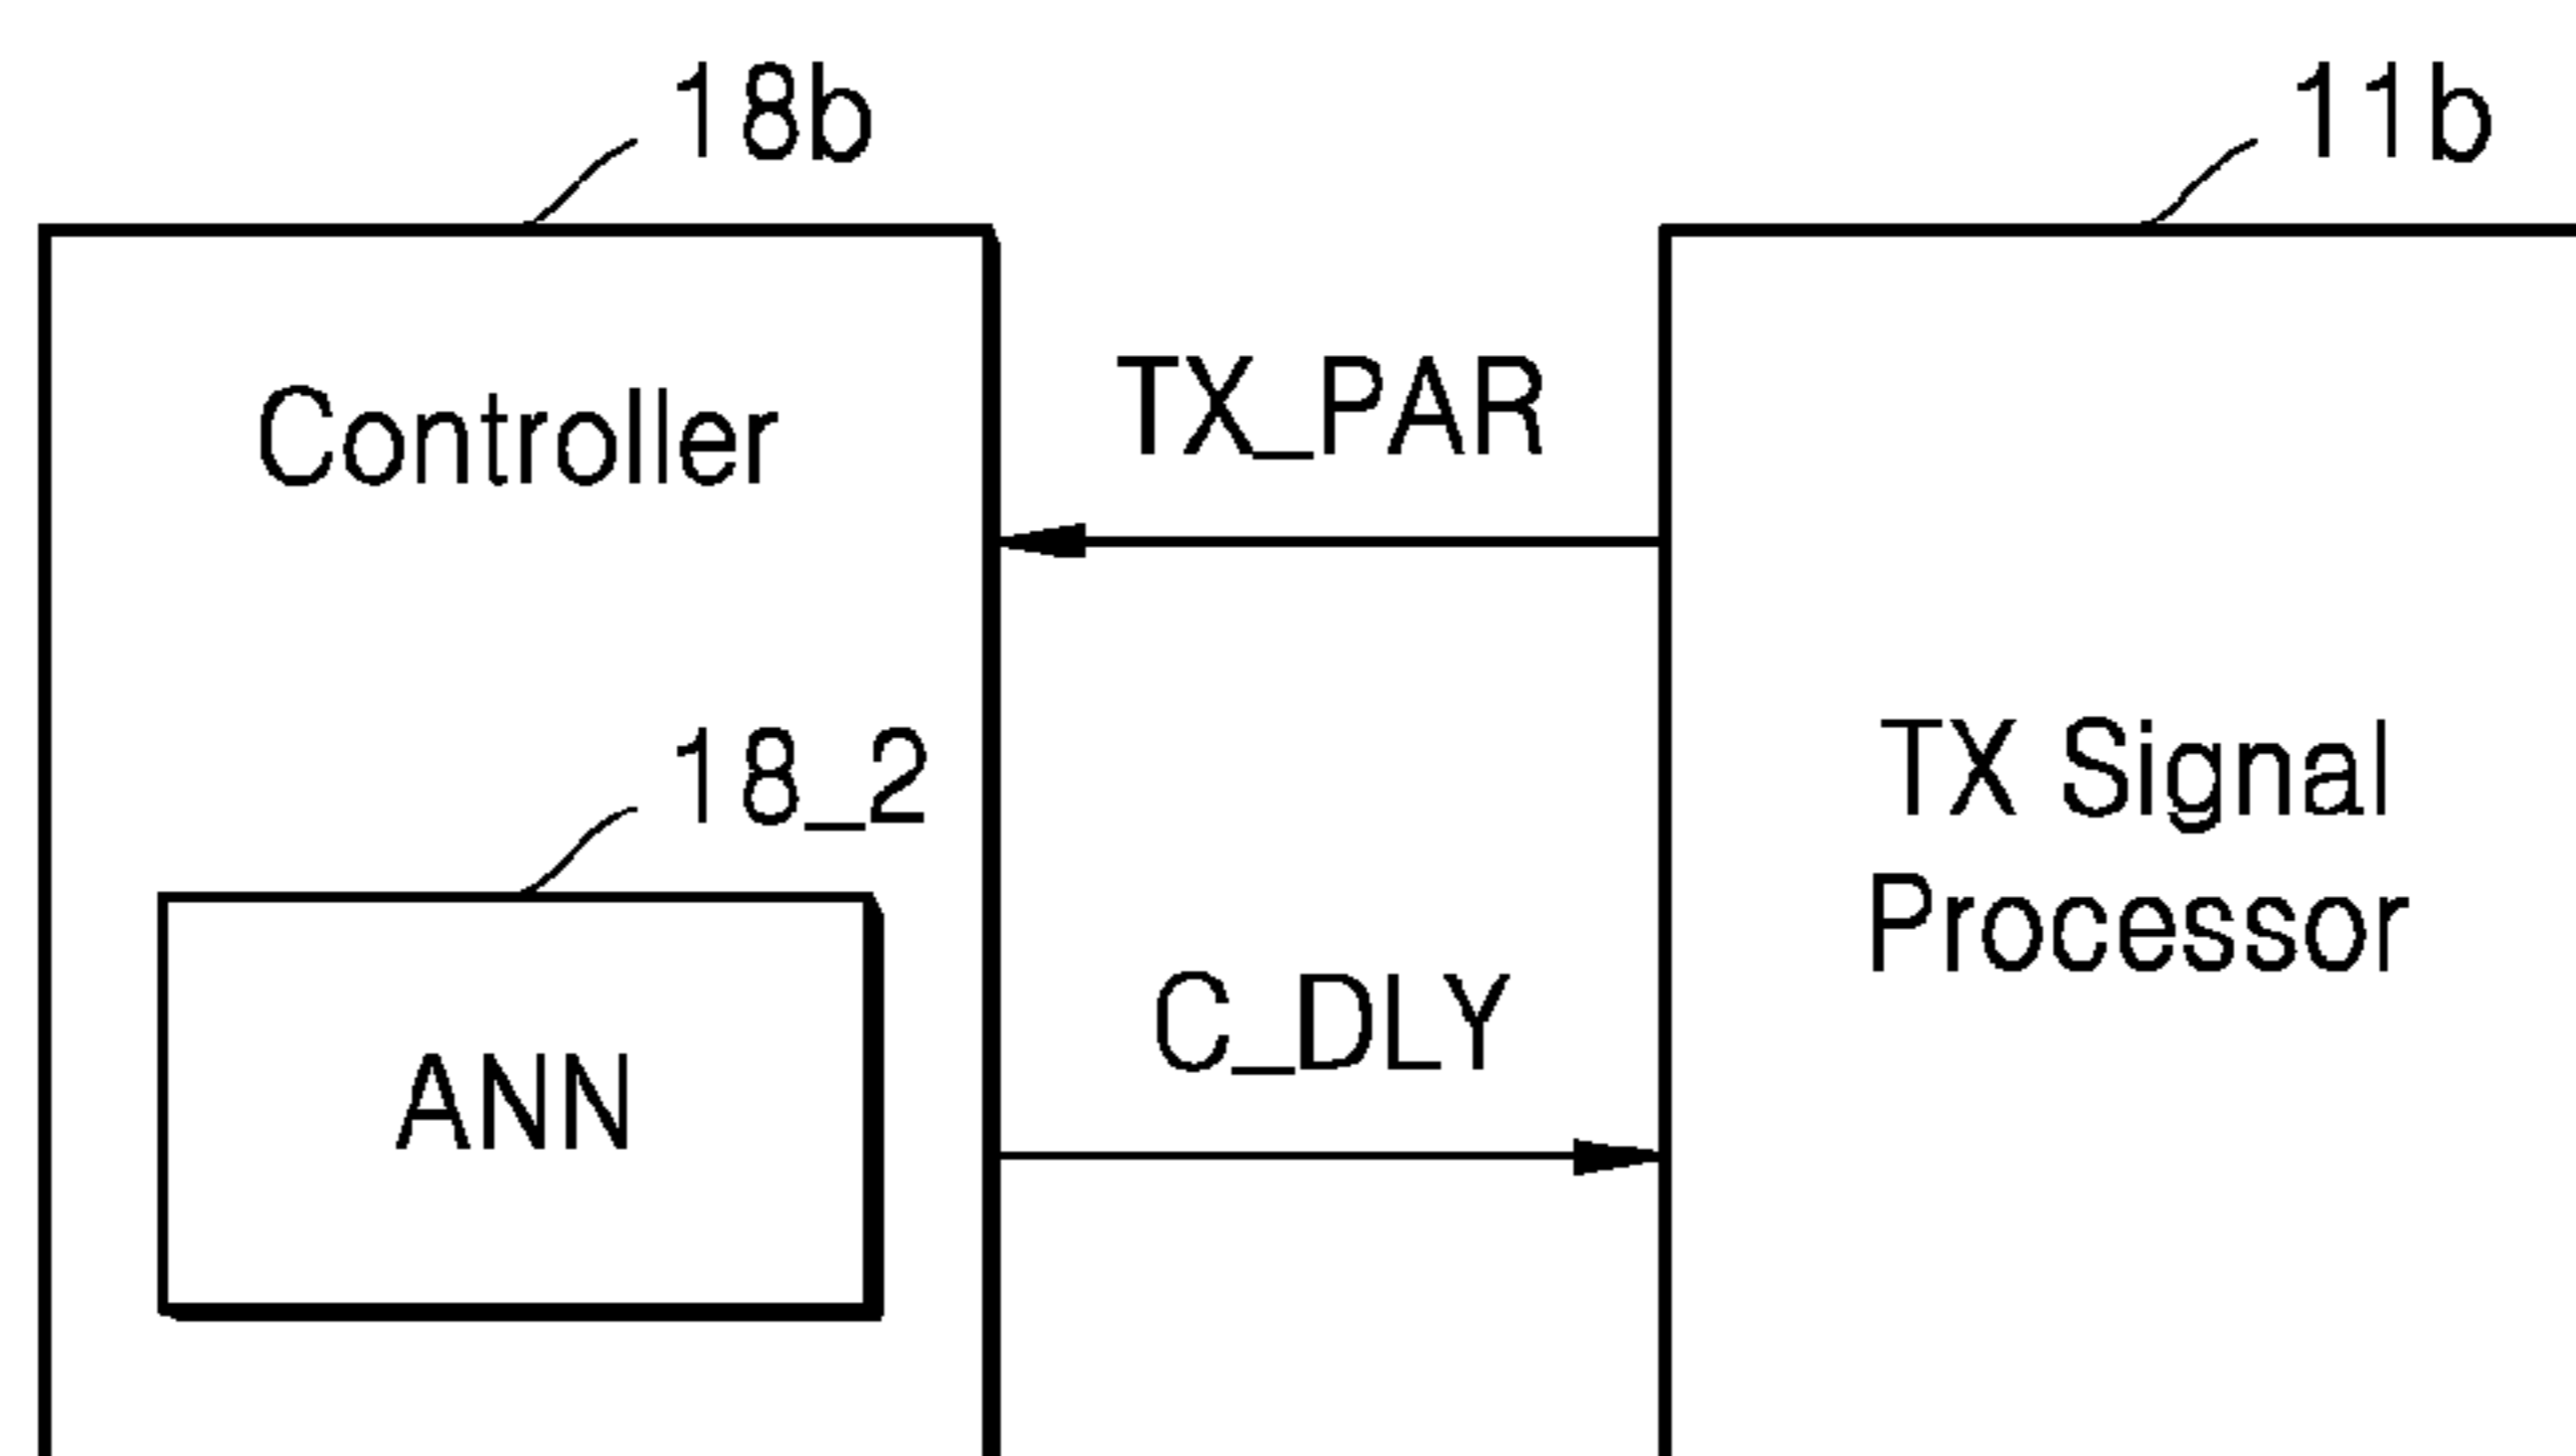 18b
11b
Controller
TX_PAR
18_2
TX Signal
Processor
C_DLY
ANN